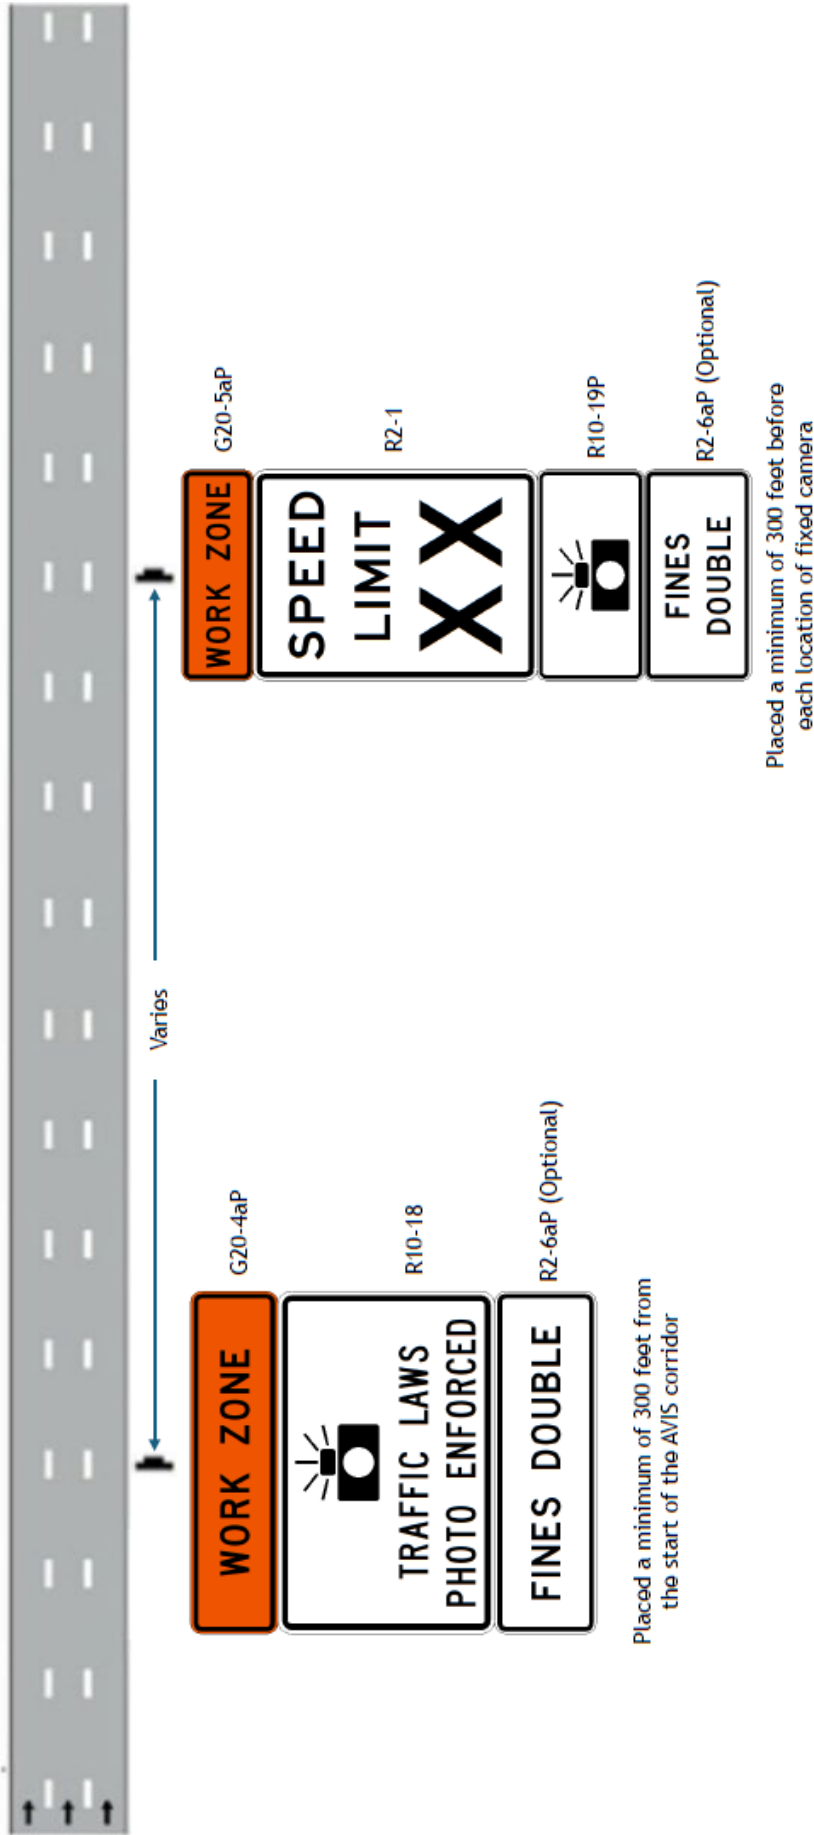 Varies
WORK ZONE
G20-4aP
TRAFFIC LAWS
PHOTO ENFORCED
R10-18
FINES DOUBLE
R2-6aP (Optional)
Placed a minimum of 300 feet from
the start of the AVIS corridor
WORK ZONE
G20-5aP
SPEED
LIMIT
XX
R2-1
R10-19P
FINES
DOUBLE
R2-6aP (Optional)
Placed a minimum of 300 feet before
each location of fixed camera